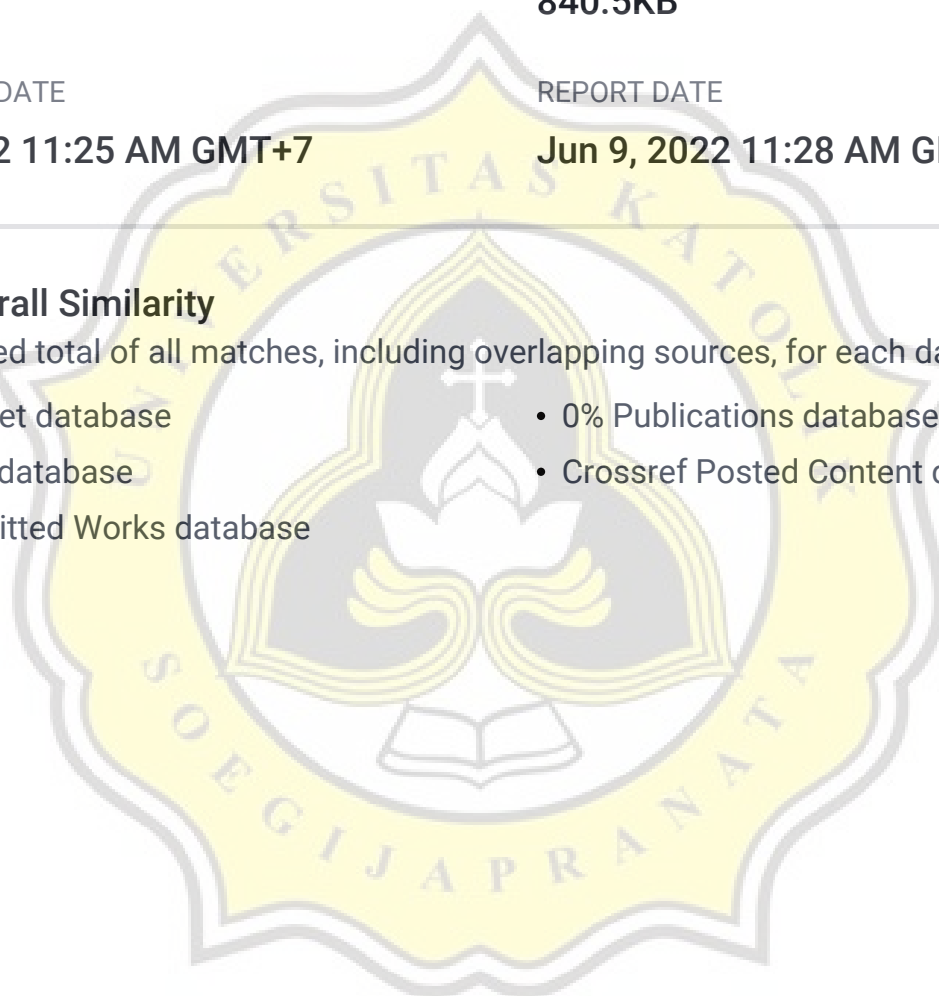 840.5KB
DATE
REPORT DATE
2 11:25 AM GMT+7
Jun 9, 2022 11:28 AM G
rall Similarity
ed total of all matches, including overlapping sources, for each da
et database
• 0% Publications database
database
• Crossref Posted Content
itted Works database
UNIVERSITAS KATOLIK
SOEGIJAPRANATA